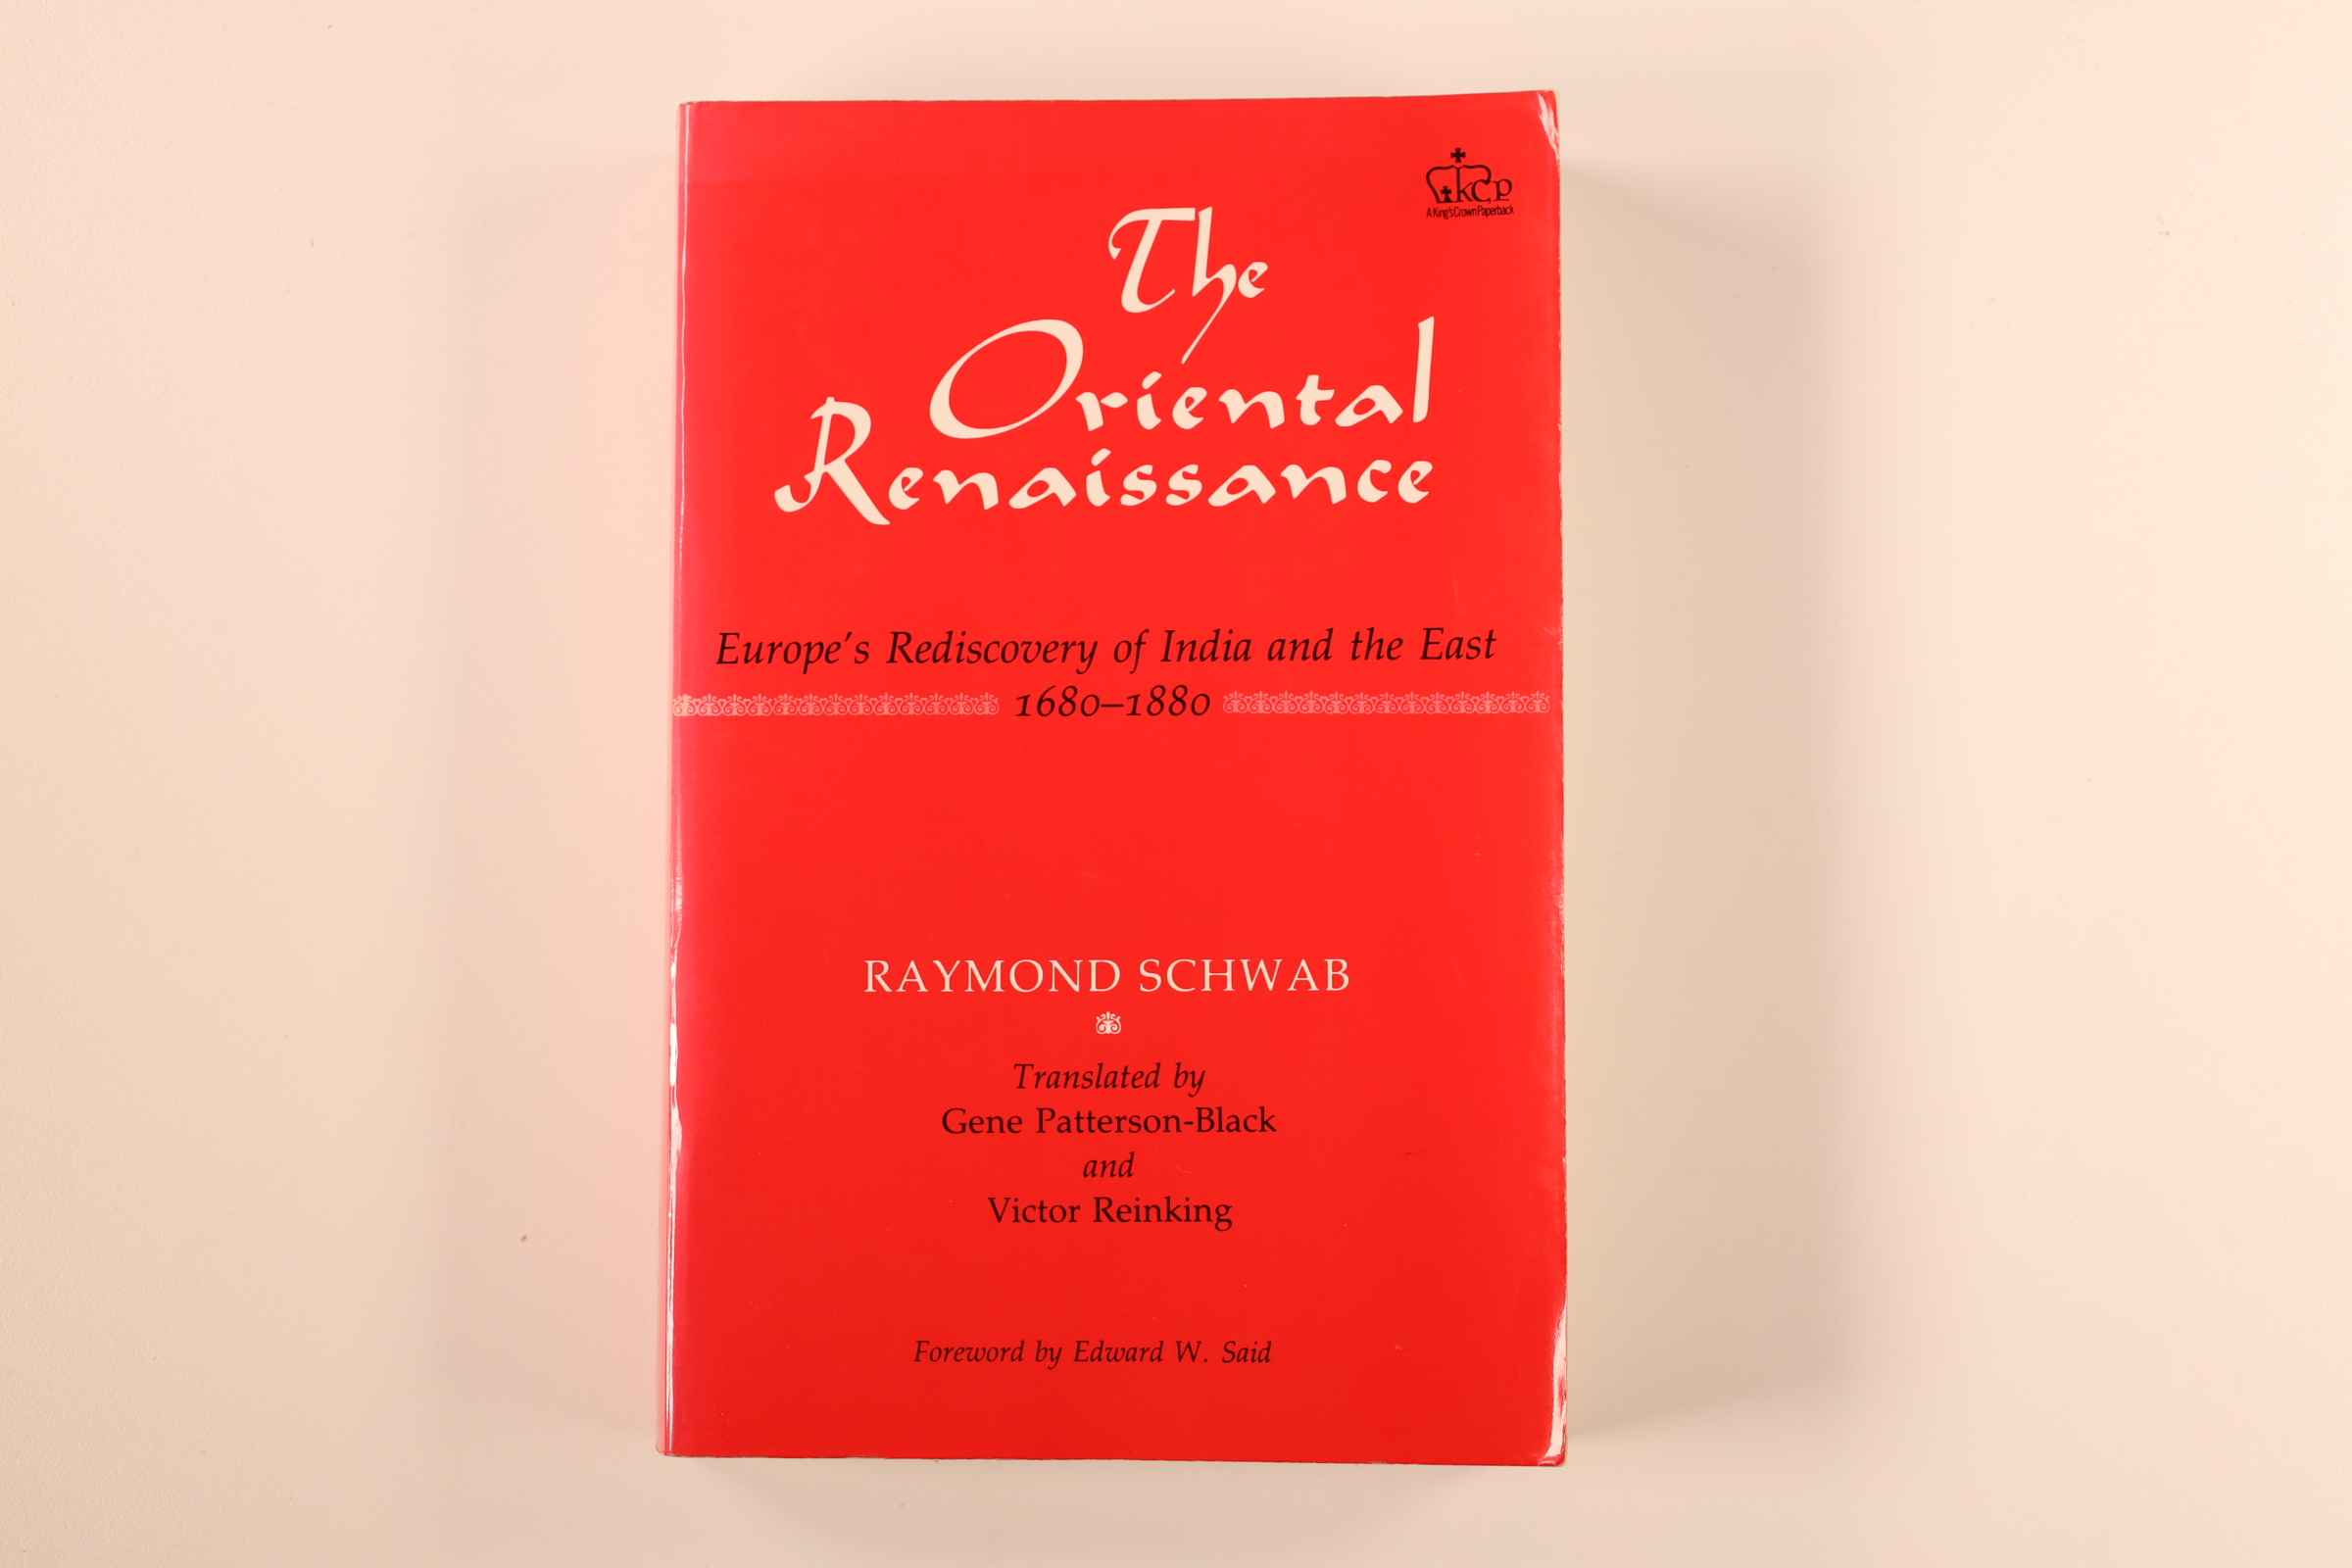 kcp
A King's Crown Paperback
The
Oriental
Renaissance
Europe's Rediscovery of India and the East
1680–1880
RAYMOND SCHWAB
Translated by
Gene Patterson-Black
and
Victor Reinking
Foreword by Edward W. Said